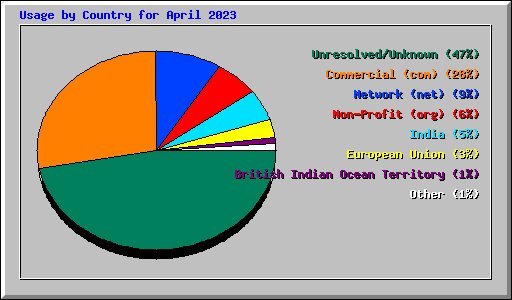 Usage by Country for April 2023
Unresolved/Unknown (47%)
Commercial (com) (28%)
Network (net) (9%)
Non-Profit (org) (6%)
India (5%)
European Union (3%)
British Indian Ocean Territory (1%)
Other (1%)